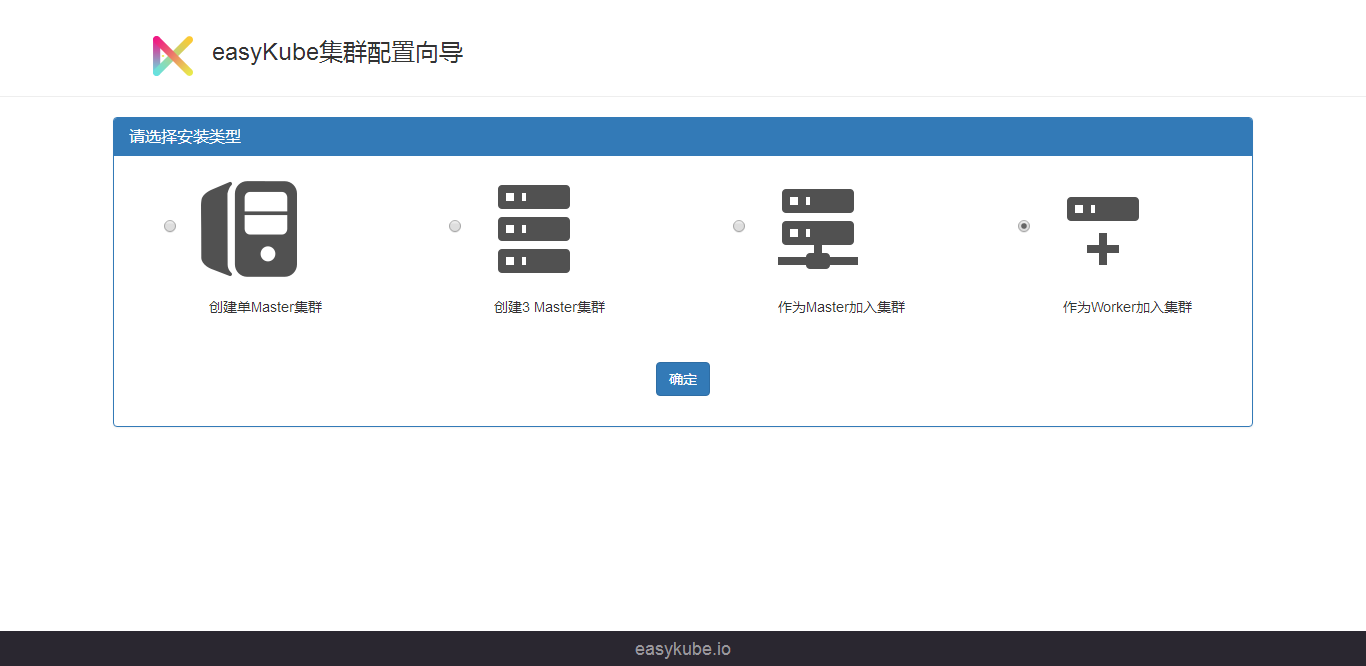 easyKube集群配置向导
请选择安装类型
创建单Master集群
创建3 Master集群
作为Master加入集群
作为Worker加入集群
确定
easykube.io